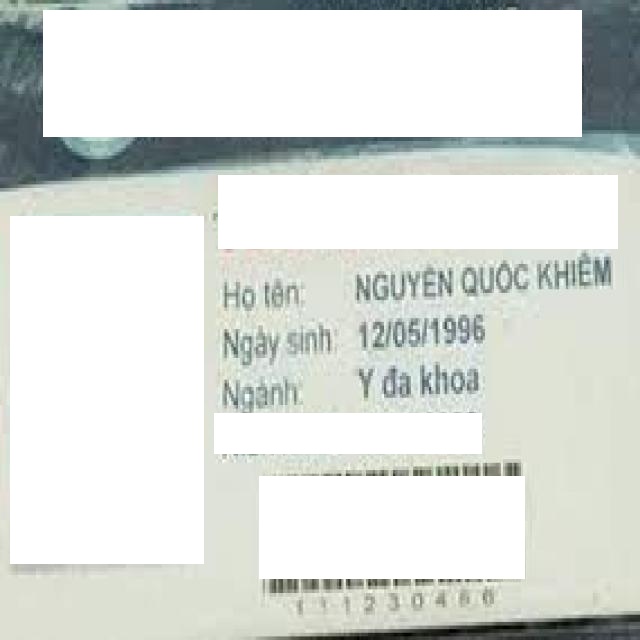 Họ tên: NGUYỄN QUỐC KHIÊM
Ngày sinh: 12/05/1996
Ngành: Y đa khoa
111230466